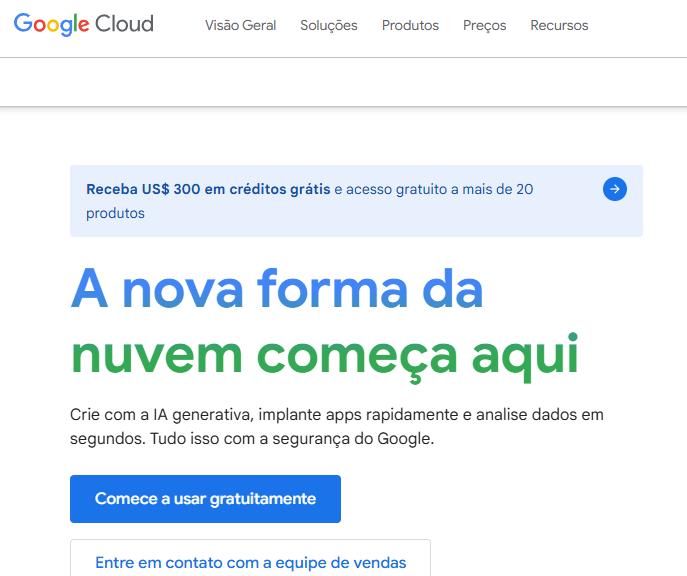 Google Cloud
Visão Geral
Soluções
Produtos
Preços
Recursos
Receba US$ 300 em créditos grátis e acesso gratuito a mais de 20
produtos
A nova forma da
nuvem começa aqui
Crie com a IA generativa, implante apps rapidamente e analise dados em
segundos. Tudo isso com a segurança do Google.
Comece a usar gratuitamente
Entre em contato com a equipe de vendas